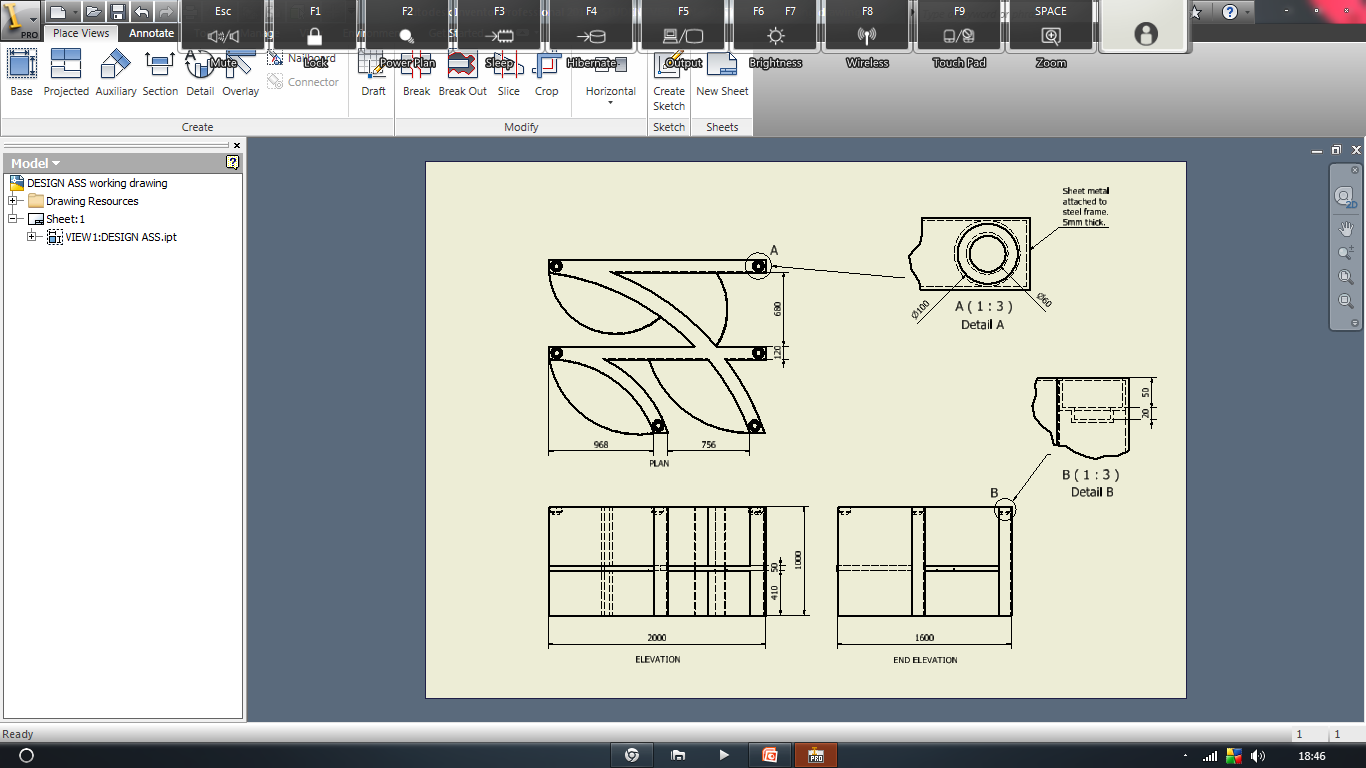 Esc F1 F2 F3 F4 F5 F6 F7 F8 F9 SPACE
PRO
Place Views Annotate
Mute Lock Power Plan Sleep Hibernate Output Brightness Wireless Touch Pad Zoom
Nailboard
Connector
Base Projected Auxiliary Section Detail Overlay Draft Break Break Out Slice Crop Horizontal Create Sketch New Sheet
Create Modify Sketch Sheets
Model
DESIGN ASS working drawing
Drawing Resources
Sheet:1
VIEW1:DESIGN ASS.ipt
2D
Sheet metal
attached to
steel frame.
5mm thick.
A
Ø100
Ø60
A ( 1 : 3 )
Detail A
680
120
968
756
PLAN
50
20
B ( 1 : 3 )
Detail B
B
1000
50
410
2000
ELEVATION
1600
END ELEVATION
Ready
1 1
PRO
18:46